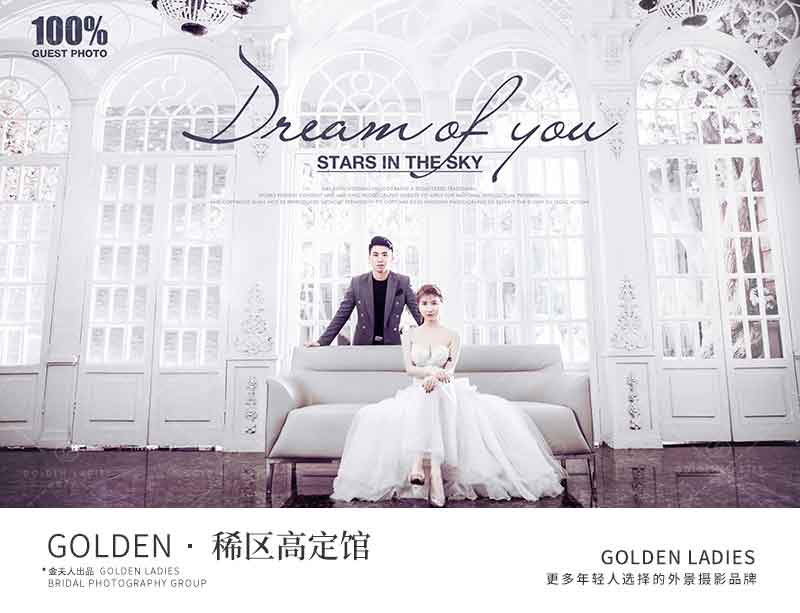 100%
GUEST PHOTO
Dream of you
STARS IN THE SKY
GOLDEN LADIES
GOLDEN · 稀区高定馆
*金夫人出品 GOLDEN LADIES
BRIDAL PHOTOGRAPHY GROUP
GOLDEN LADIES
更多年轻人选择的外景摄影品牌